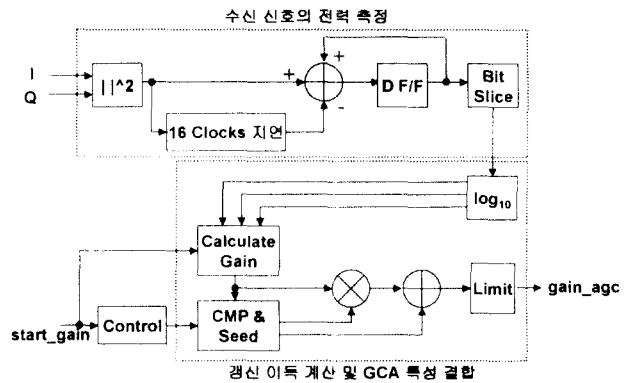 수신 신호의 전력 측정
I
Q
| |^2
+
+
-
D F/F
Bit
Slice
16 Clocks 지연
log10
Calculate
Gain
start_gain
Control
CMP &
Seed
Limit
gain_agc
갱신 이득 계산 및 GCA 특성 결합